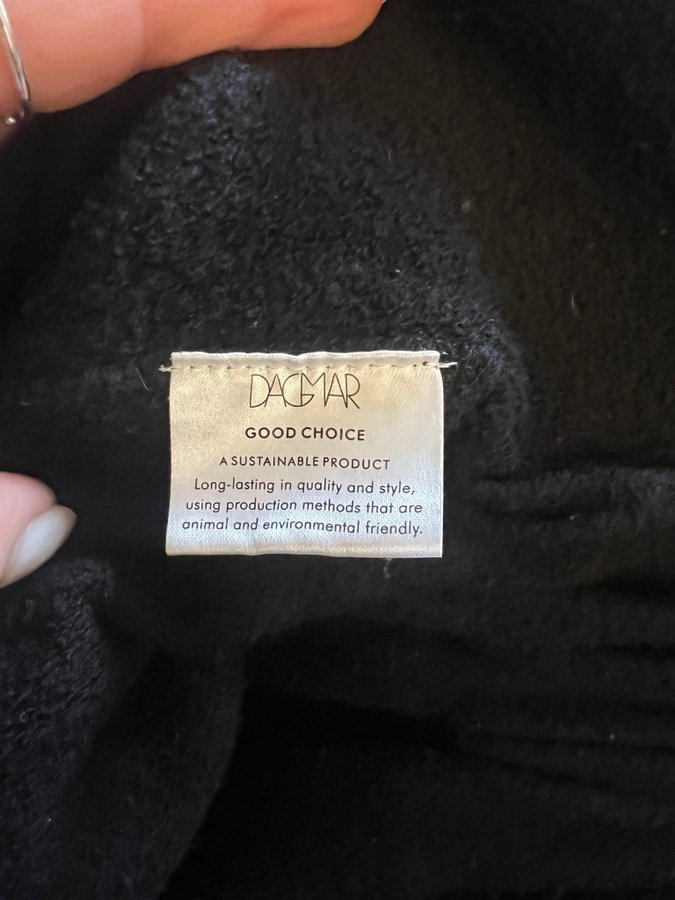 DAGMAR
GOOD CHOICE
A SUSTAINABLE PRODUCT
Long-lasting in quality and style,
using production methods that are
animal and environmental friendly.